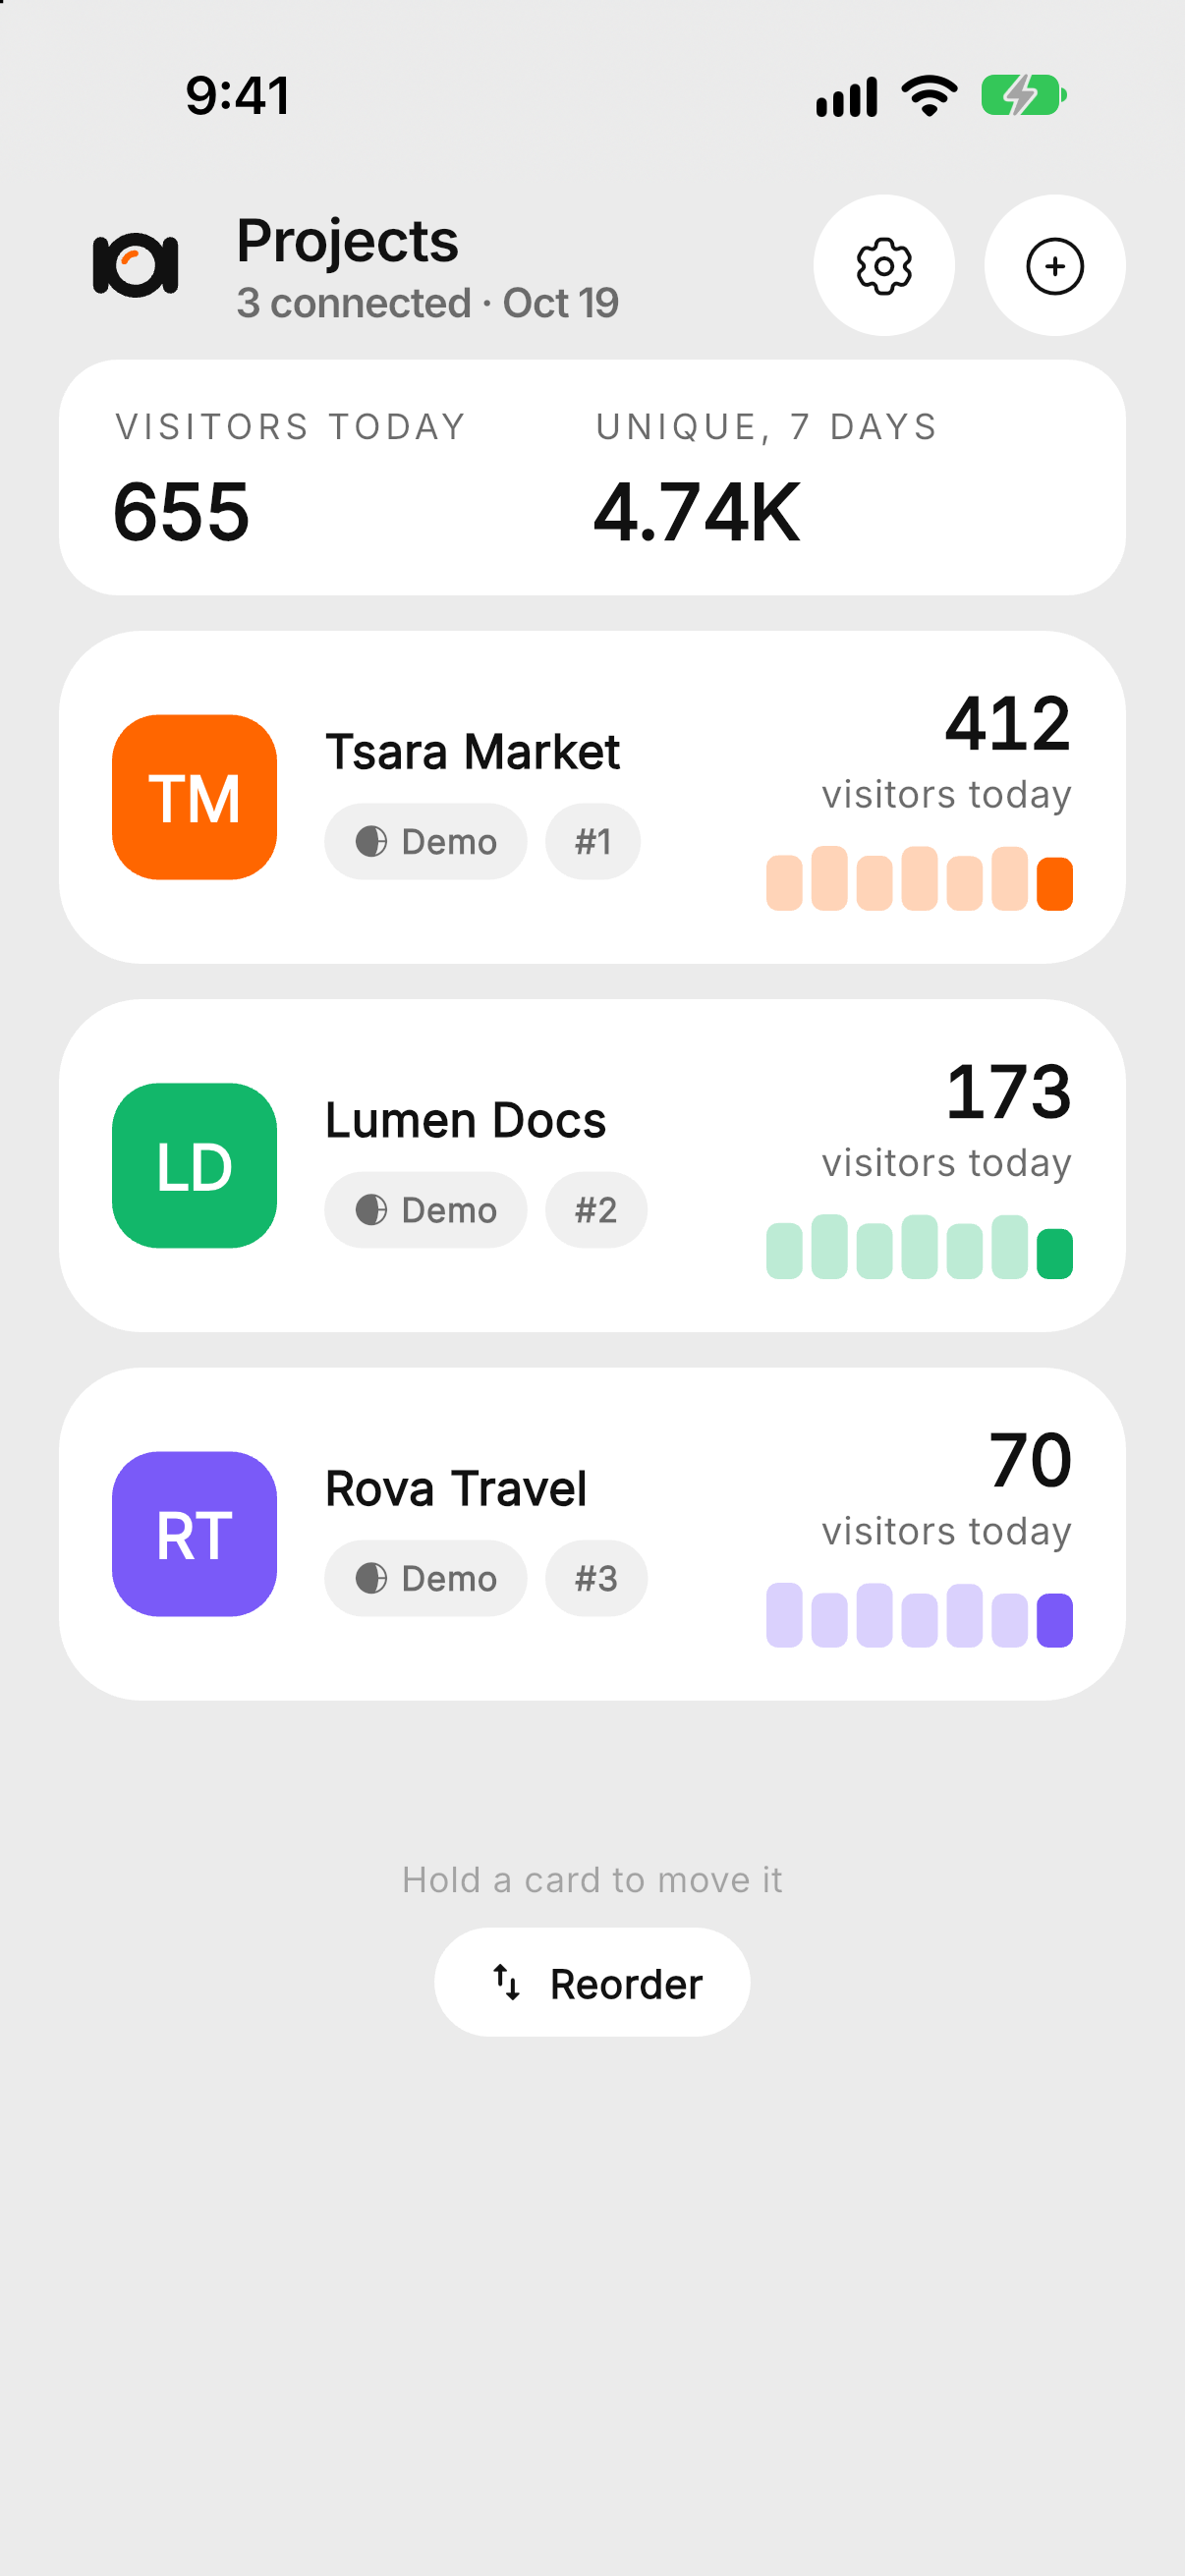 9:41
Projects
3 connected · Oct 19
VISITORS TODAY
655
UNIQUE, 7 DAYS
4.74K
TM
Tsara Market
Demo
#1
412
visitors today
LD
Lumen Docs
Demo
#2
173
visitors today
RT
Rova Travel
Demo
#3
70
visitors today
Hold a card to move it
Reorder